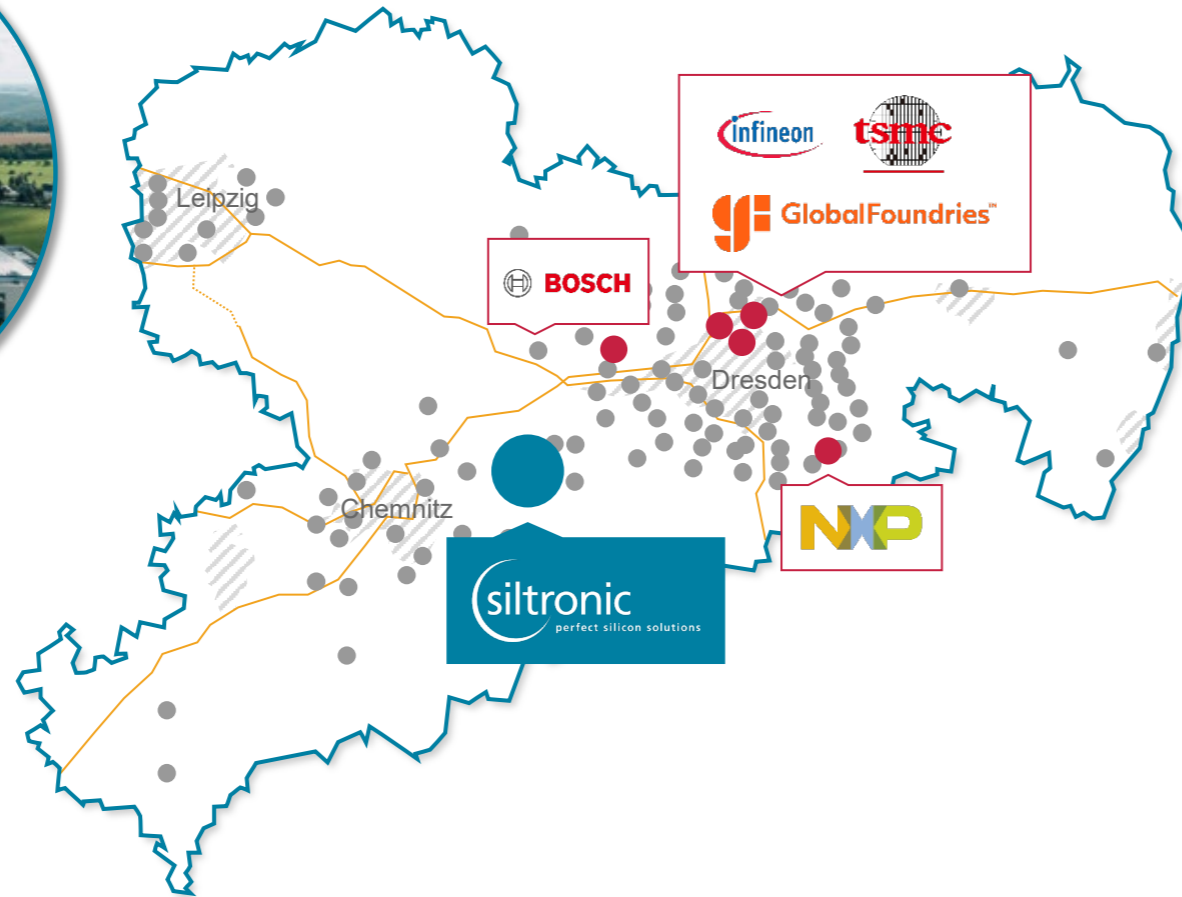 infineon
tsmc
GlobalFoundries™
Leipzig
BOSCH
Dresden
Chemnitz
NXP
siltronic
perfect silicon solutions